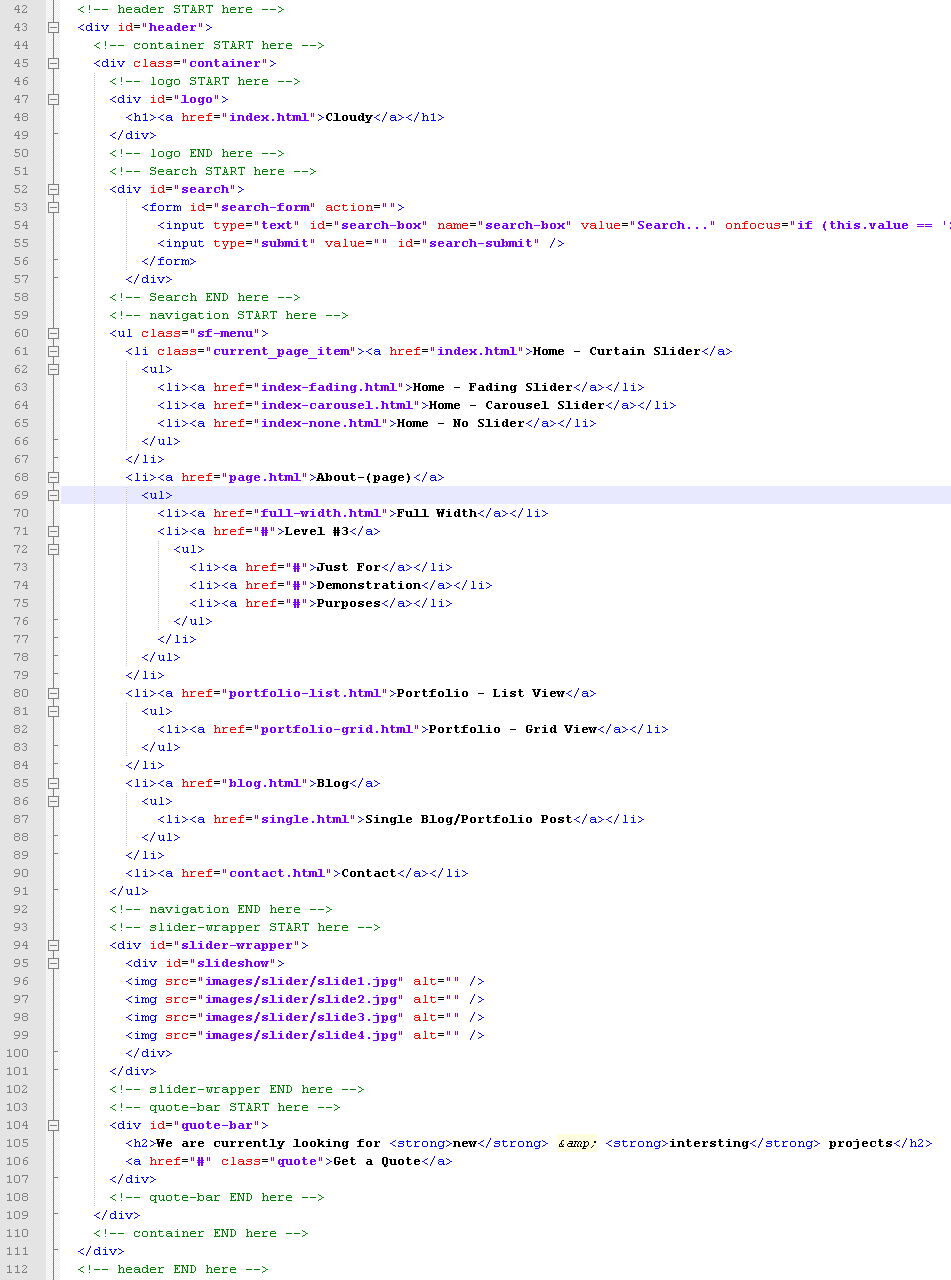 42 <!-- header START here -->
43 <div id="header">
44 <!-- container START here -->
45 <div class="container">
46 <!-- logo START here -->
47 <div id="logo">
48 <h1><a href="index.html">Cloudy</a></h1>
49 </div>
50 <!-- logo END here -->
51 <!-- Search START here -->
52 <div id="search">
53 <form id="search-form" action="">
54 <input type="text" id="search-box" name="search-box" value="Search..." onfocus="if (this.value == '
55 <input type="submit" value="" id="search-submit" />
56 </form>
57 </div>
58 <!-- Search END here -->
59 <!-- navigation START here -->
60 <ul class="sf-menu">
61 <li class="current_page_item"><a href="index.html">Home - Curtain Slider</a>
62 <ul>
63 <li><a href="index-fading.html">Home - Fading Slider</a></li>
64 <li><a href="index-carousel.html">Home - Carousel Slider</a></li>
65 <li><a href="index-none.html">Home - No Slider</a></li>
66 </ul>
67 </li>
68 <li><a href="page.html">About-(page)</a>
69 <ul>
70 <li><a href="full-width.html">Full Width</a></li>
71 <li><a href="#">Level #3</a>
72 <ul>
73 <li><a href="#">Just For</a></li>
74 <li><a href="#">Demonstration</a></li>
75 <li><a href="#">Purposes</a></li>
76 </ul>
77 </li>
78 </ul>
79 </li>
80 <li><a href="portfolio-list.html">Portfolio - List View</a>
81 <ul>
82 <li><a href="portfolio-grid.html">Portfolio - Grid View</a></li>
83 </ul>
84 </li>
85 <li><a href="blog.html">Blog</a>
86 <ul>
87 <li><a href="single.html">Single Blog/Portfolio Post</a></li>
88 </ul>
89 </li>
90 <li><a href="contact.html">Contact</a></li>
91 </ul>
92 <!-- navigation END here -->
93 <!-- slider-wrapper START here -->
94 <div id="slider-wrapper">
95 <div id="slideshow">
96 <img src="images/slider/slide1.jpg" alt="" />
97 <img src="images/slider/slide2.jpg" alt="" />
98 <img src="images/slider/slide3.jpg" alt="" />
99 <img src="images/slider/slide4.jpg" alt="" />
100 </div>
101 </div>
102 <!-- slider-wrapper END here -->
103 <!-- quote-bar START here -->
104 <div id="quote-bar">
105 <h2>We are currently looking for <strong>new</strong> &amp; <strong>intersting</strong> projects</h2>
106 <a href="#" class="quote">Get a Quote</a>
107 </div>
108 <!-- quote-bar END here -->
109 </div>
110 <!-- container END here -->
111 </div>
112 <!-- header END here -->